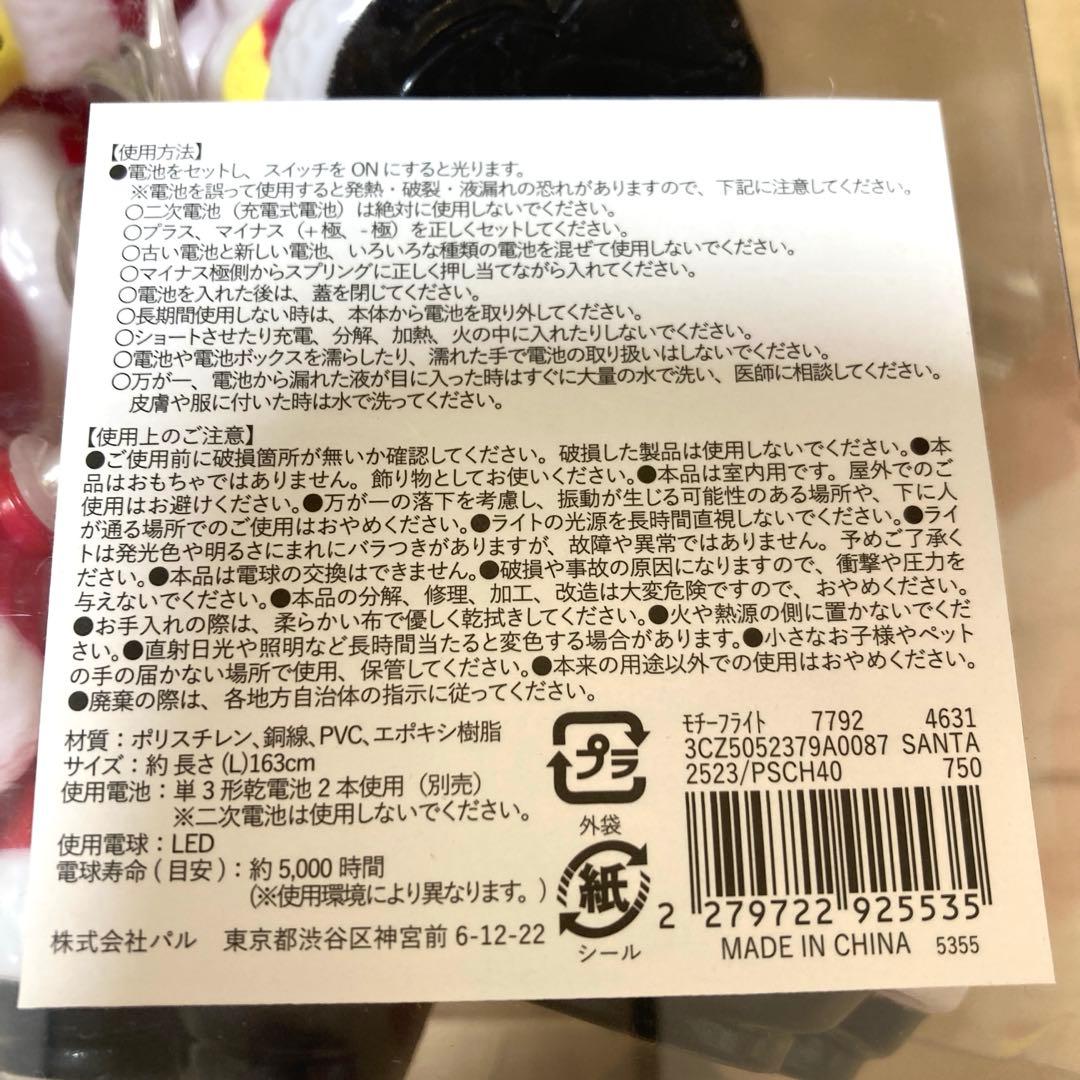 【使用方法】
●電池をセットし、スイッチを ON にすると光ります。
※電池を誤って使用すると発熱・破裂・液漏れの恐れがありますので、下記に注意してください。
○二次電池（充電式電池）は絶対に使用しないでください。
○プラス、マイナス（+極、-極）を正しくセットしてください。
○古い電池と新しい電池、いろいろな種類の電池を混ぜて使用しないでください。
○マイナス極側からスプリングに正しく押し当てながら入れてください。
○電池を入れた後は、蓋を閉じてください。
○長期間使用しない時は、本体から電池を取り外してください。
○ショートさせたり充電、分解、加熱、火の中に入れたりしないでください。
○電池や電池ボックスを濡らしたり、濡れた手で電池の取り扱いはしないでください。
○万が一、電池から漏れた液が目に入った時はすぐに大量の水で洗い、医師に相談してください。
皮膚や服に付いた時は水で洗ってください。
【使用上のご注意】
●ご使用前に破損箇所が無いか確認してください。破損した製品は使用しないでください。●本
品はおもちゃではありません。飾り物としてお使いください。●本品は室内用です。屋外でのご
使用はお避けください。●万が一の落下を考慮し、振動が生じる可能性のある場所や、下に人
が通る場所でのご使用はおやめください。●ライトの光源を長時間直視しないでください。●ライ
トは発光色や明るさにまれにバラつきがありますが、故障や異常ではありません。予めご了承く
ださい。●本品は電球の交換はできません。●破損や事故の原因になりますので、衝撃や圧力を
与えないでください。●本品の分解、修理、加工、改造は大変危険ですので、おやめください。
●お手入れの際は、柔らかい布で優しく乾拭きしてください。●火や熱源の側に置かないでくだ
さい。●直射日光や照明など長時間当たると変色する場合があります。●小さなお子様やペット
の手の届かない場所で使用、保管してください。●本来の用途以外での使用はおやめください。
●廃棄の際は、各地方自治体の指示に従ってください。
材質：ポリスチレン、銅線、PVC、エポキシ樹脂
サイズ：約 長さ (L)163cm
使用電池：単３形乾電池２本使用（別売）
※二次電池は使用しないでください。
使用電球：LED
電球寿命（目安）：約 5,000 時間
（※使用環境により異なります。）
株式会社パル 東京都渋谷区神宮前 6-12-22
プラ
外袋
紙
シール
ﾓﾁｰﾌﾗｲﾄ 7792 4631
3CZ5052379A0087 SANTA
2523/PSCH40 750
2 279722 925535
MADE IN CHINA 5355